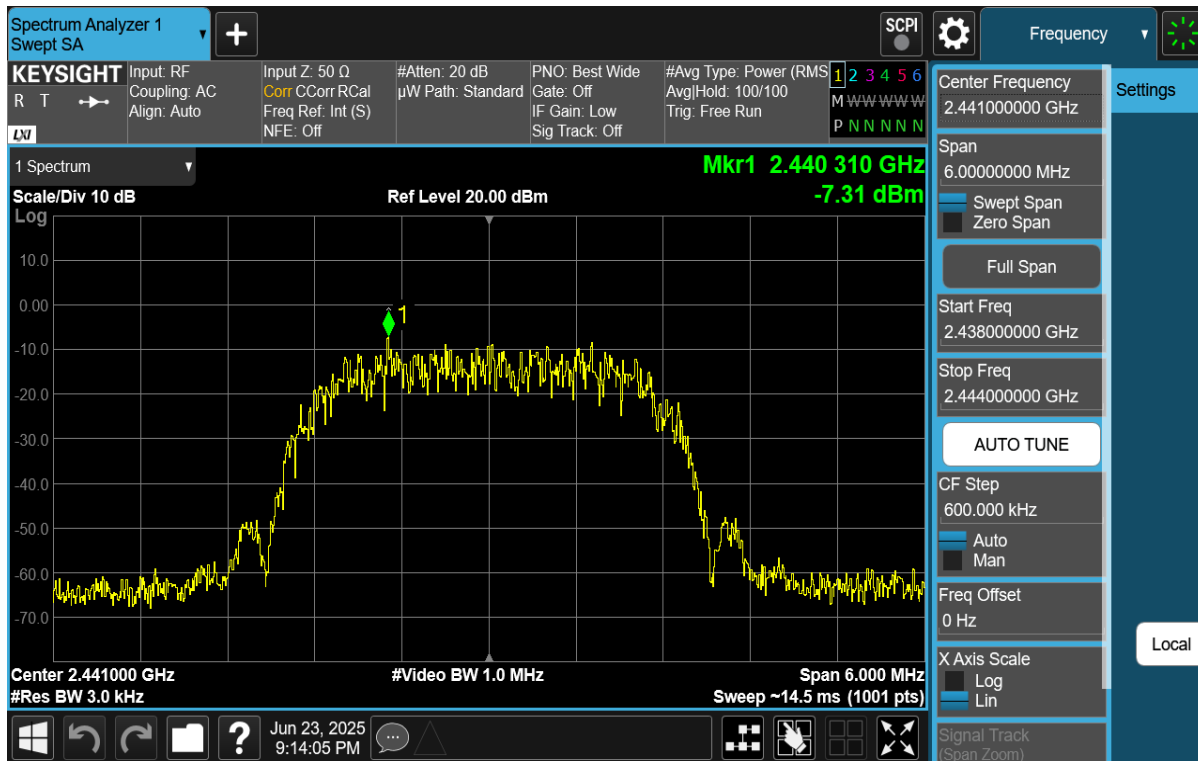 Spectrum Analyzer 1
Swept SA
+
SCPI
Frequency
KEYSIGHT
R T
LXI
Input: RF
Coupling: AC
Align: Auto
Input Z: 50 Ω
Corr CCorr RCal
Freq Ref: Int (S)
NFE: Off
#Atten: 20 dB
µW Path: Standard
PNO: Best Wide
Gate: Off
IF Gain: Low
Sig Track: Off
#Avg Type: Power (RMS
Avg|Hold: 100/100
Trig: Free Run
1 2 3 4 5 6
M W W W W W
P N N N N N
1 Spectrum
Mkr1 2.440 310 GHz
-7.31 dBm
Scale/Div 10 dB
Ref Level 20.00 dBm
Log
10.0
0.00
-10.0
-20.0
-30.0
-40.0
-50.0
-60.0
-70.0
1
Center 2.441000 GHz
#Video BW 1.0 MHz
Span 6.000 MHz
#Res BW 3.0 kHz
Sweep ~14.5 ms (1001 pts)
Center Frequency
2.441000000 GHz
Settings
Span
6.00000000 MHz
Swept Span
Zero Span
Full Span
Start Freq
2.438000000 GHz
Stop Freq
2.444000000 GHz
AUTO TUNE
CF Step
600.000 kHz
Auto
Man
Freq Offset
0 Hz
X Axis Scale
Log
Lin
Local
Signal Track
(Span Zoom)
?
Jun 23, 2025
9:14:05 PM